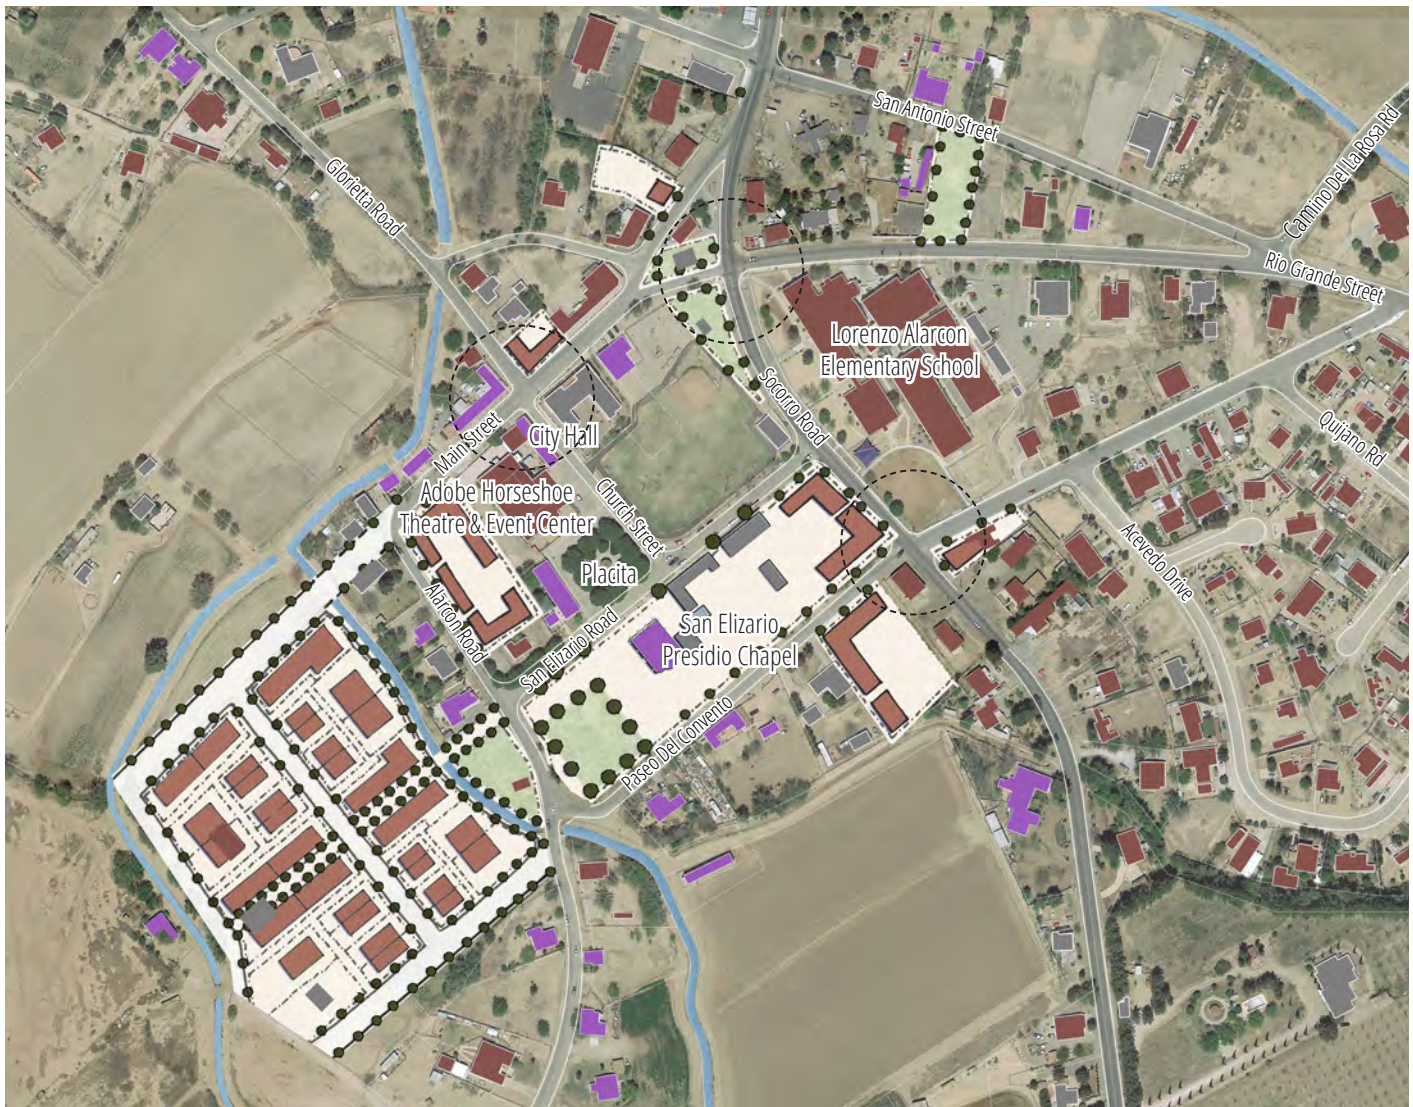 San Antonio Street
Camino Del La Rosa Rd
Glorietta Road
Rio Grande Street
Lorenzo Alarcon
Elementary School
Socorro Road
Quijano Rd
Main Street
City Hall
Adobe Horseshoe
Theatre & Event Center
Church Street
Acevedo Drive
Placita
Alarcon Road
San Elizario Road
San Elizario
Presidio Chapel
Paseo Del Convento